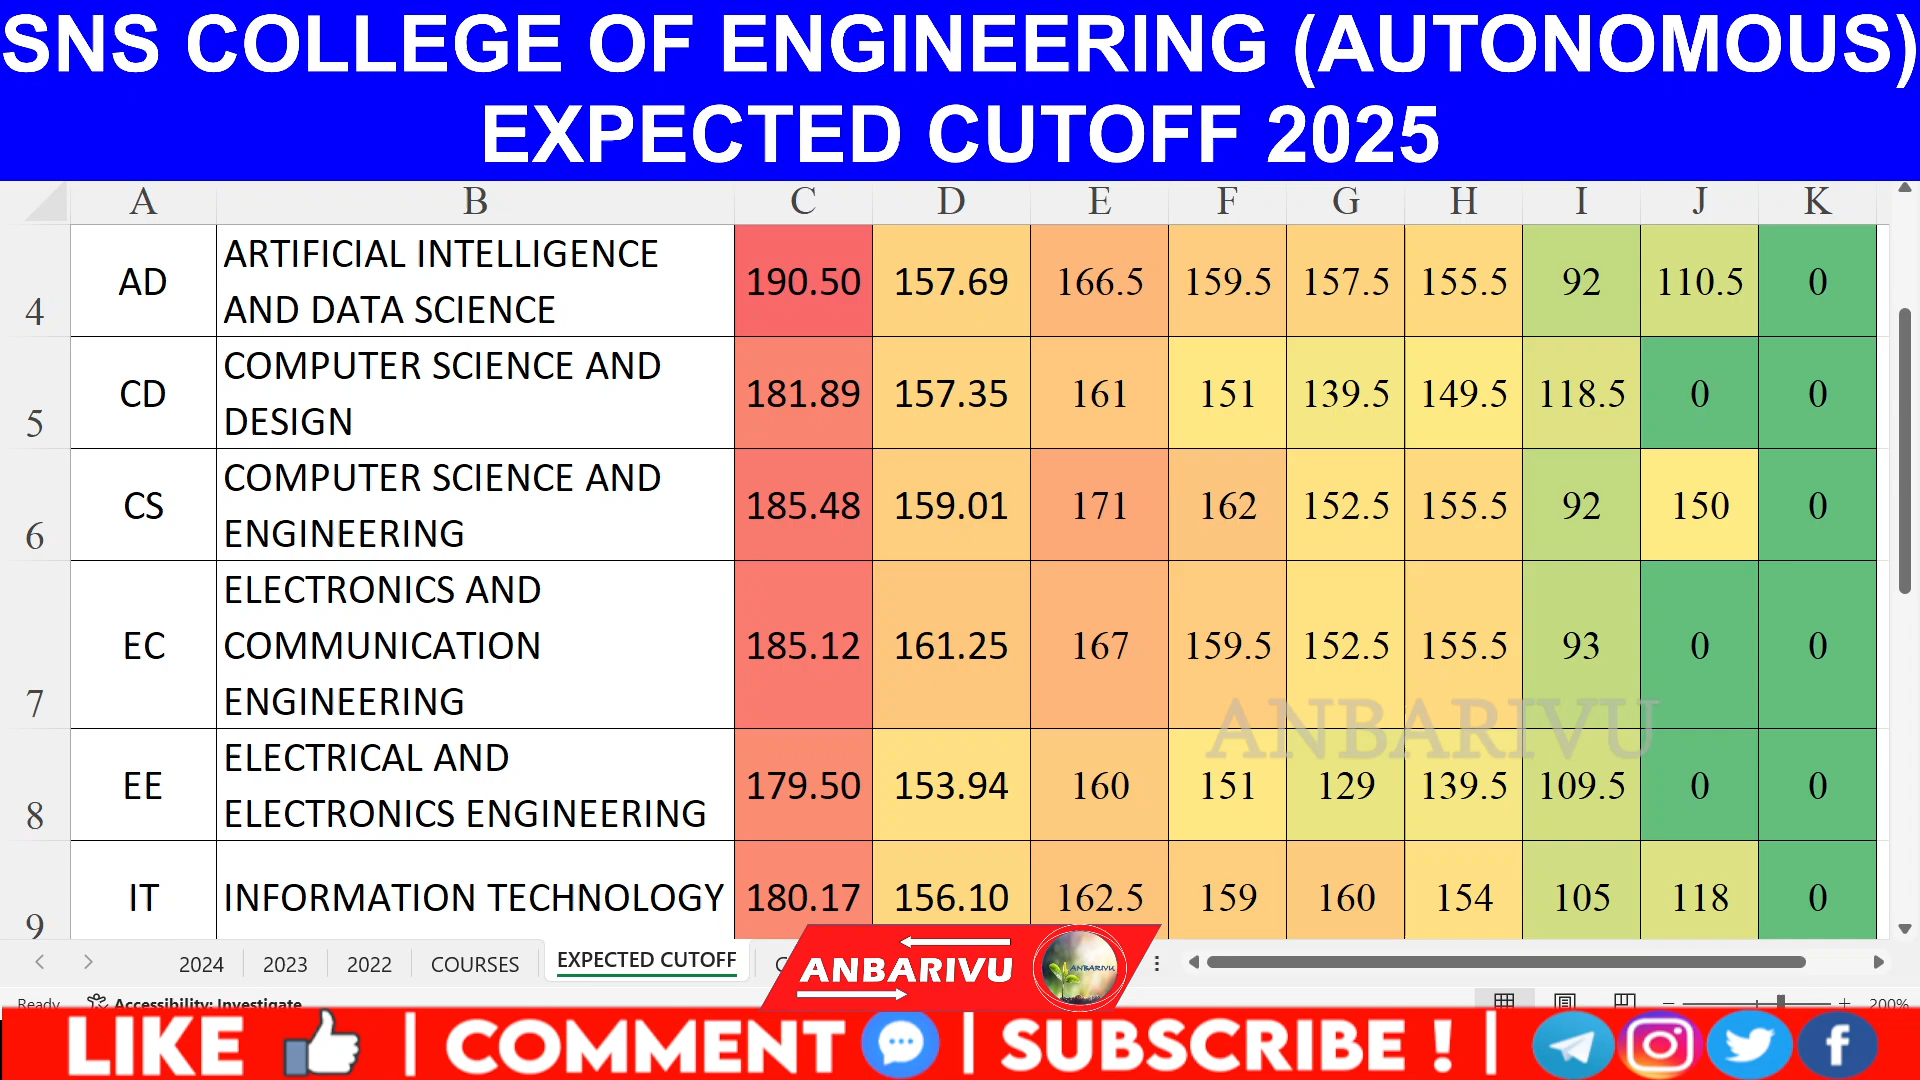 SNS COLLEGE OF ENGINEERING (AUTONOMOUS)
EXPECTED CUTOFF 2025
A B C D E F G H I J K
4 AD ARTIFICIAL INTELLIGENCE AND DATA SCIENCE 190.50 157.69 166.5 159.5 157.5 155.5 92 110.5 0
5 CD COMPUTER SCIENCE AND DESIGN 181.89 157.35 161 151 139.5 149.5 118.5 0 0
6 CS COMPUTER SCIENCE AND ENGINEERING 185.48 159.01 171 162 152.5 155.5 92 150 0
7 EC ELECTRONICS AND COMMUNICATION ENGINEERING 185.12 161.25 167 159.5 152.5 155.5 93 0 0
ANBARIVU
8 EE ELECTRICAL AND ELECTRONICS ENGINEERING 179.50 153.94 160 151 129 139.5 109.5 0 0
9 IT INFORMATION TECHNOLOGY 180.17 156.10 162.5 159 160 154 105 118 0
2024 2023 2022 COURSES EXPECTED CUTOFF
ANBARIVU
ANBARIVU
Ready Accessibility: Investigate 200%
LIKE | COMMENT | SUBSCRIBE ! |